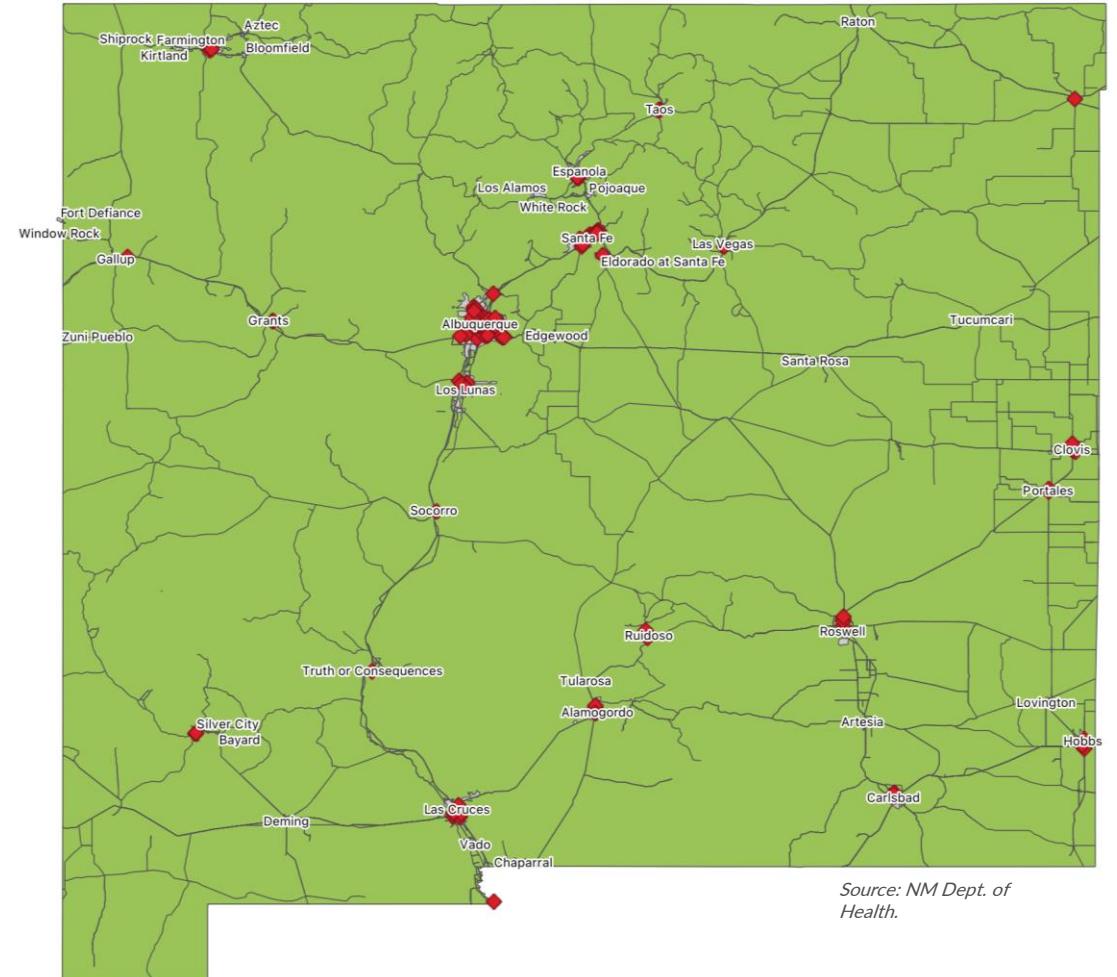 Raton
Aztec
Shiprock Farmington
Bloomfield
Kirtland
Taos
Espanola
Los Alamos
Pojoaque
White Rock
Fort Defiance
Window Rock
Santa Fe
Las Vegas
Gallup
Eldorado at Santa Fe
Grants
Albuquerque
Tucumcari
Zuni Pueblo
Edgewood
Santa Rosa
Los Lunas
Clovis
Portales
Socorro
Ruidoso
Roswell
Truth or Consequences
Tularosa
Lovington
Alamogordo
Artesia
Silver City
Bayard
Hobbs
Carlsbad
Las Cruces
Deming
Vado
Chaparral
Source: NM Dept. of
Health.